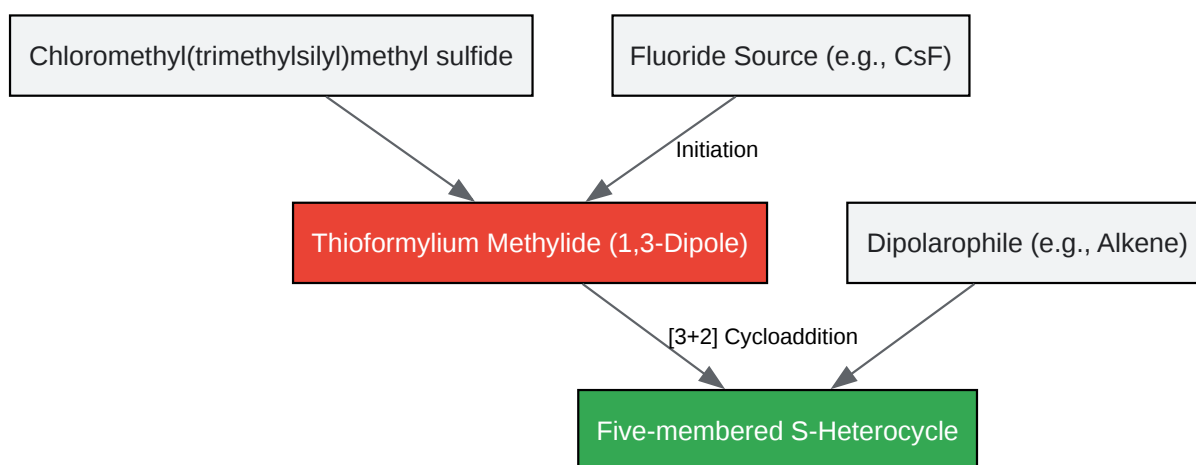 Chloromethyl(trimethylsilyl)methyl sulfide
Fluoride Source (e.g., CsF)
Initiation
Thioformylium Methylide (1,3-Dipole)
Dipolarophile (e.g., Alkene)
[3+2] Cycloaddition
Five-membered S-Heterocycle